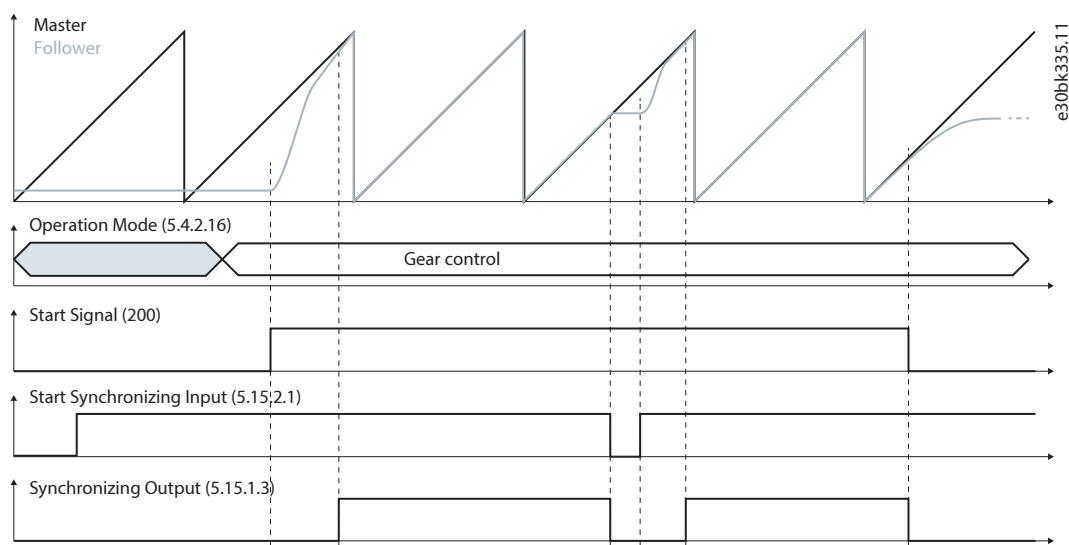 Master
Follower
e30bk335.11
Operation Mode (5.4.2.16)
Gear control
Start Signal (200)
Start Synchronizing Input (5.15.2.1)
Synchronizing Output (5.15.1.3)